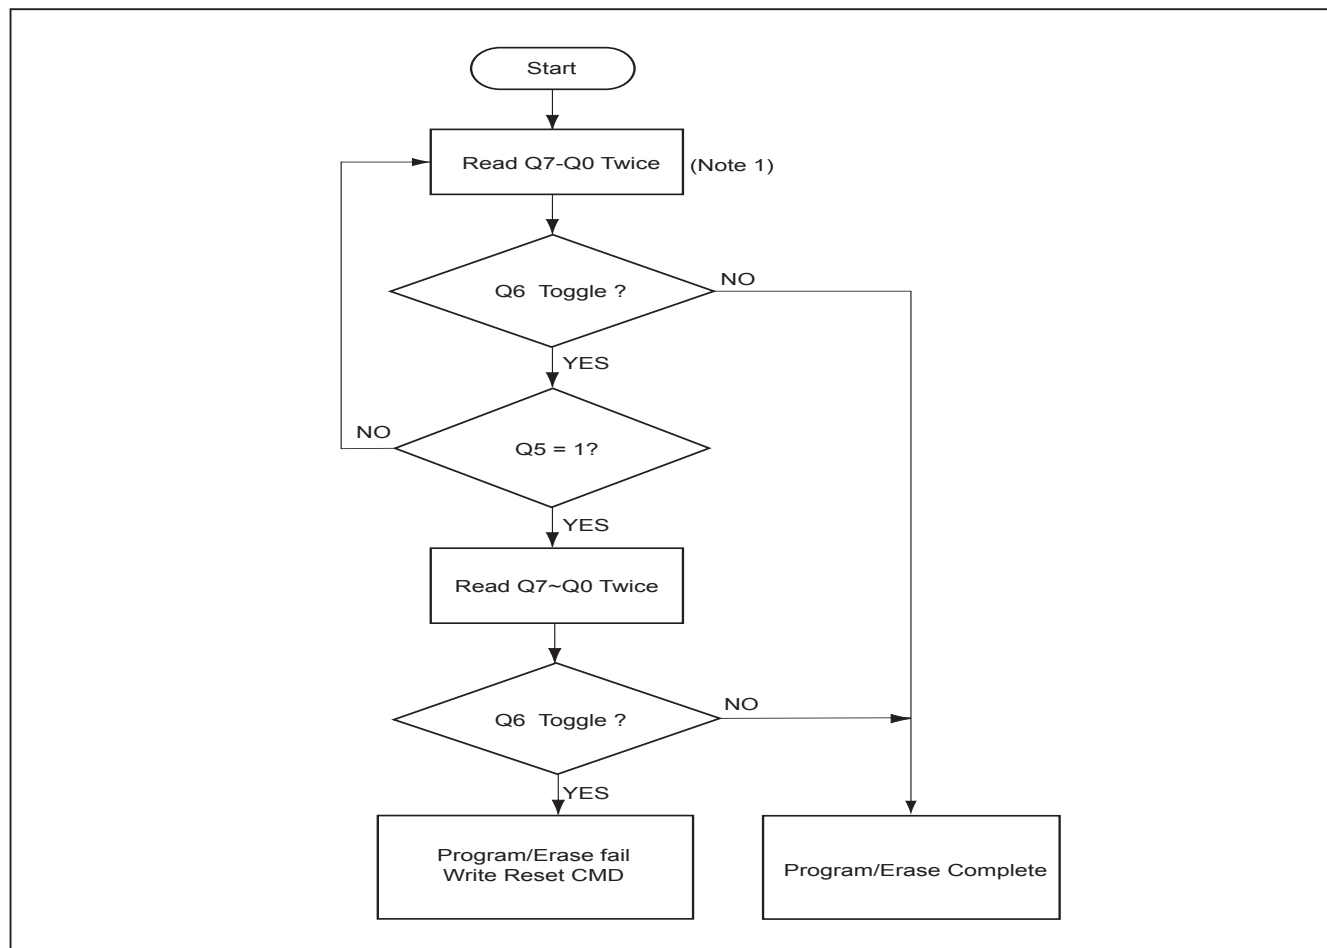 Start
Read Q7-Q0 Twice
(Note 1)
Q6 Toggle ?
NO
YES
NO
Q5 = 1?
YES
Read Q7~Q0 Twice
Q6 Toggle ?
NO
YES
Program/Erase fail
Write Reset CMD
Program/Erase Complete